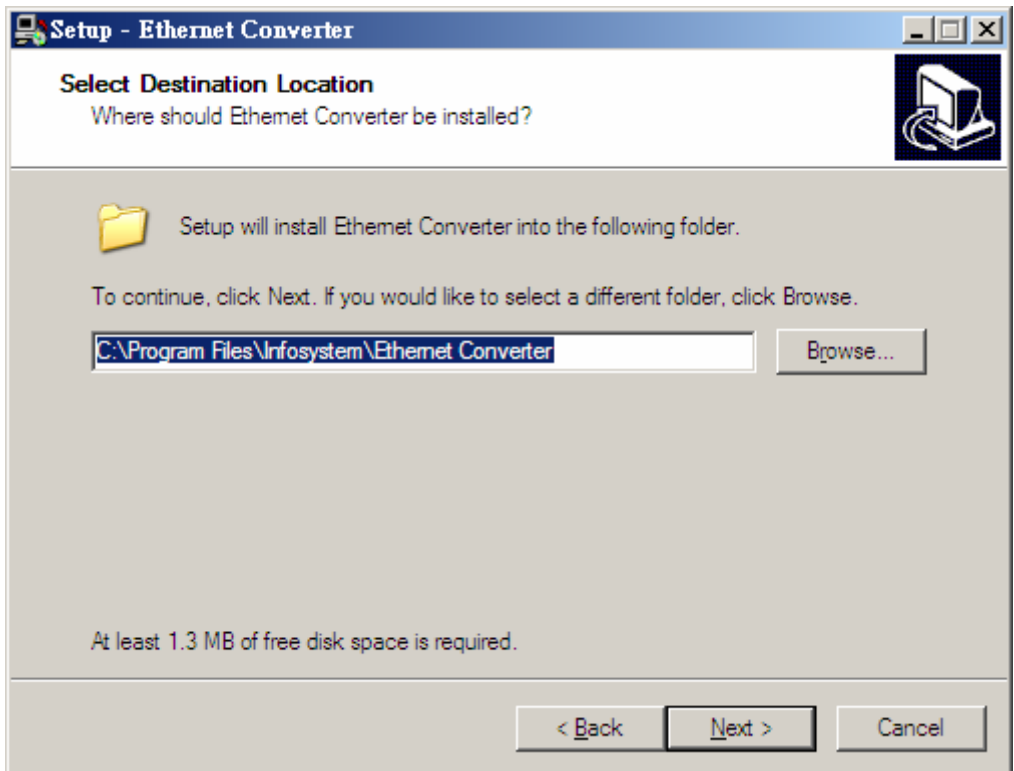 Setup - Ethernet Converter
Select Destination Location
Where should Ethernet Converter be installed?
Setup will install Ethernet Converter into the following folder.
To continue, click Next. If you would like to select a different folder, click Browse.
C:\Program Files\Infosystem\Ethernet Converter
Browse...
At least 1.3 MB of free disk space is required.
< Back
Next >
Cancel